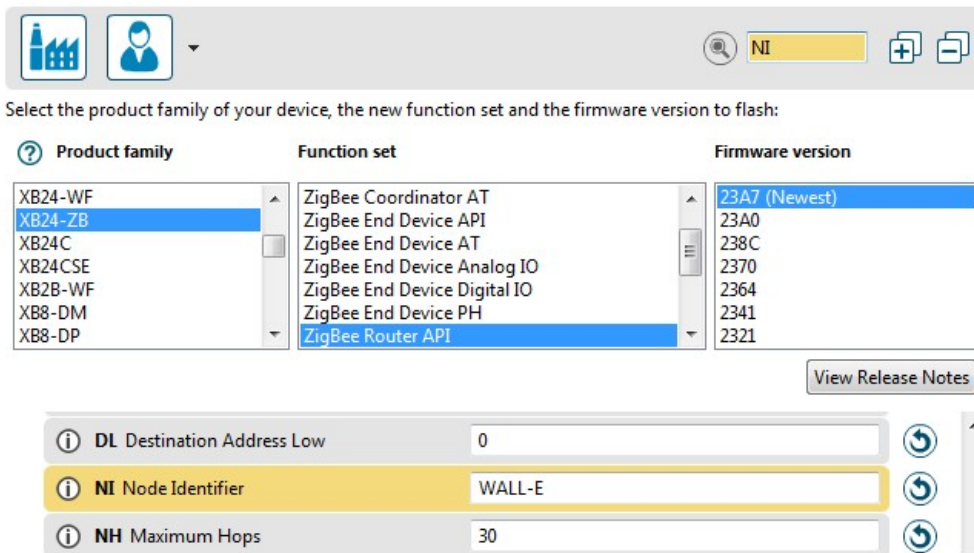 NI
Select the product family of your device, the new function set and the firmware version to flash:
Product family Function set Firmware version
XB24-WF ZigBee Coordinator AT 23A7 (Newest)
XB24-ZB ZigBee End Device API 23A0
XB24C ZigBee End Device AT 238C
XB24CSE ZigBee End Device Analog IO 2370
XB2B-WF ZigBee End Device Digital IO 2364
XB8-DM ZigBee End Device PH 2341
XB8-DP ZigBee Router API 2321
View Release Notes
DL Destination Address Low 0
NI Node Identifier WALL-E
NH Maximum Hops 30